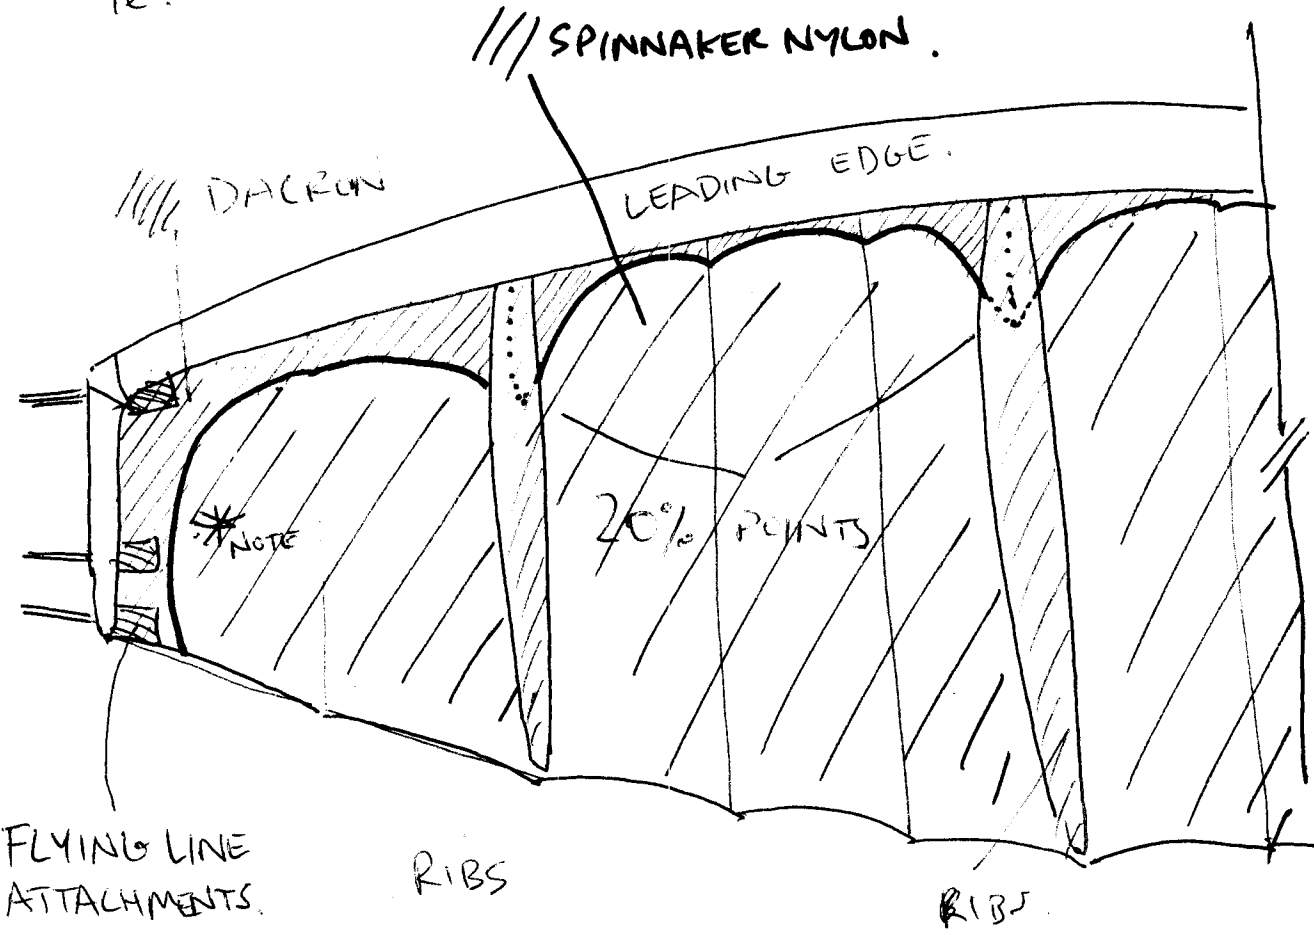 SPINNAKER NYLON.
DACRON
LEADING EDGE.
20% POINTS
NOTE
FLYING LINE
ATTACHMENTS.
RIBS
RIBS.